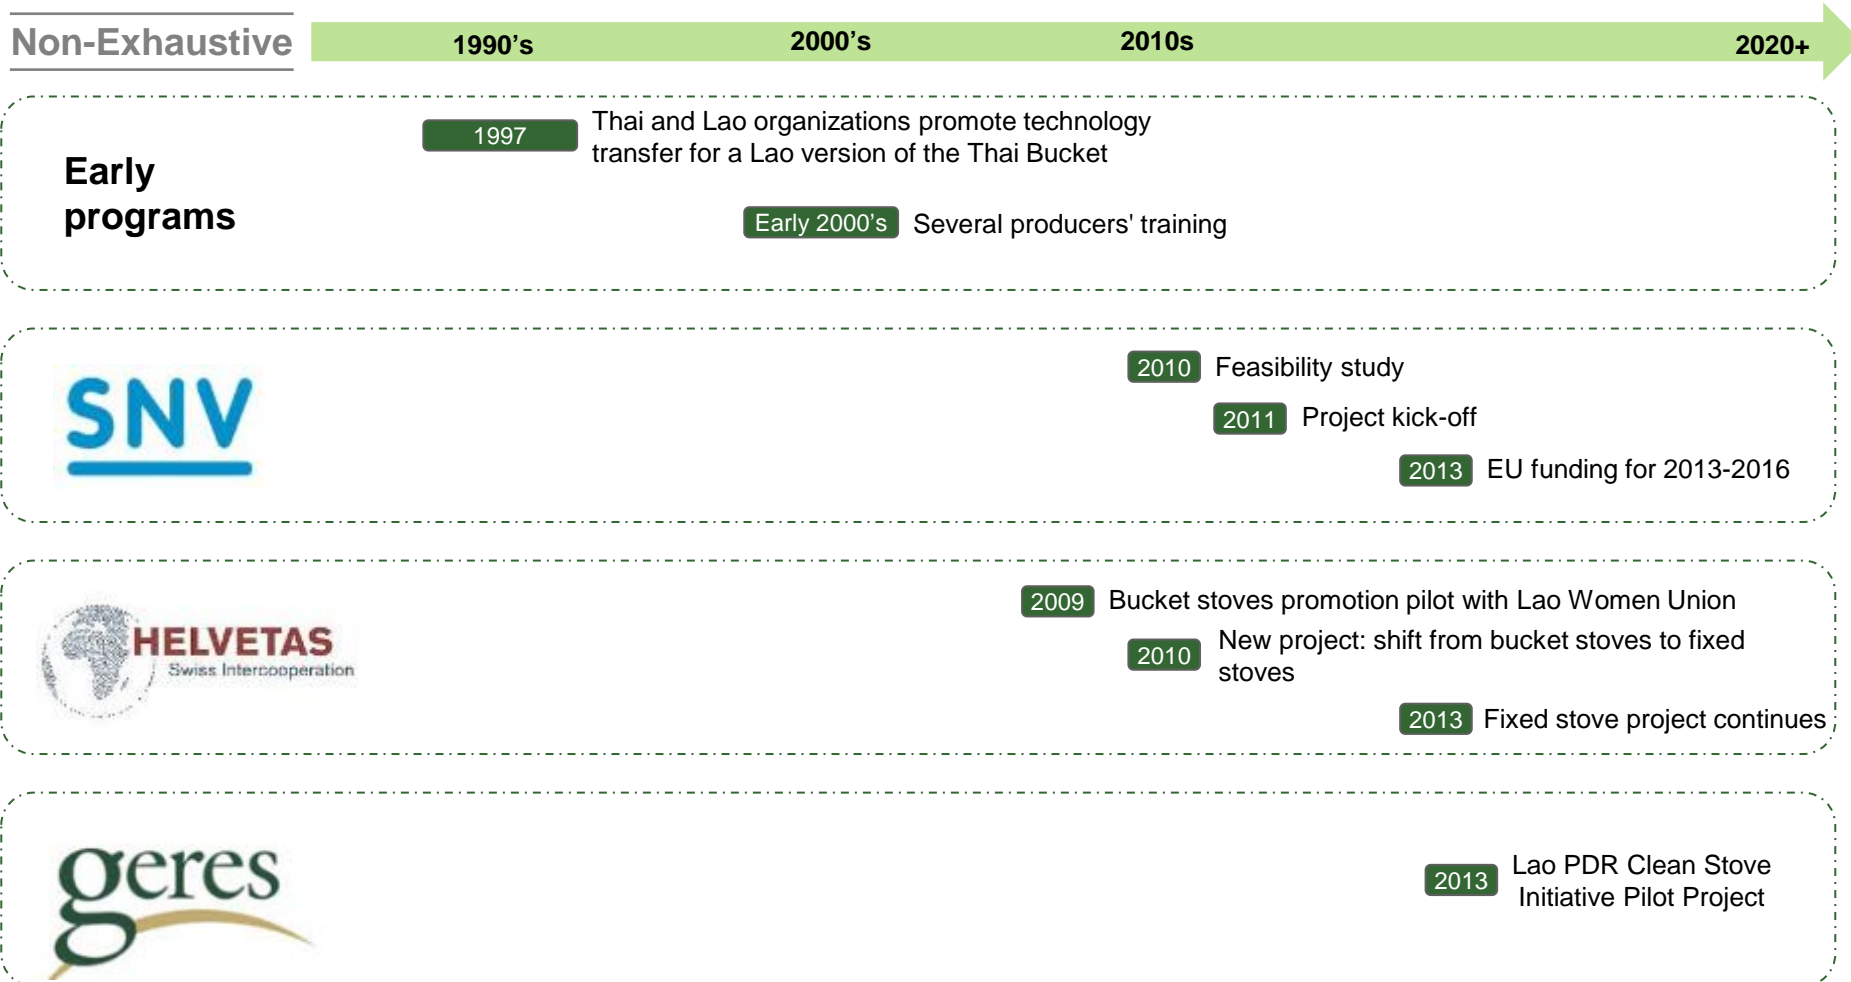 Non-Exhaustive
1990’s
2000’s
2010s
2020+
Early
programs
1997
Thai and Lao organizations promote technology
transfer for a Lao version of the Thai Bucket
Early 2000’s
Several producers' training
SNV
2010
Feasibility study
2011
Project kick-off
2013
EU funding for 2013-2016
HELVETAS
Swiss Intercooperation
2009
Bucket stoves promotion pilot with Lao Women Union
2010
New project: shift from bucket stoves to fixed
stoves
2013
Fixed stove project continues
geres
2013
Lao PDR Clean Stove
Initiative Pilot Project